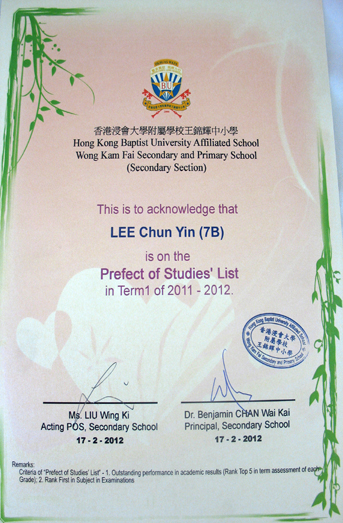 香港浸會大學附屬學校王錦輝中小學
Hong Kong Baptist University Affiliated School
Wong Kam Fai Secondary and Primary School
(Secondary Section)
This is to acknowledge that
LEE Chun Yin (7B)
is on the
Prefect of Studies' List
in Term1 of 2011 - 2012.
Hong Kong Baptist University Affiliated School
香港浸會大學
附屬學校
王錦輝中小學
Wong Kam Fai Secondary and Primary School
Ms. LIU Wing Ki
Acting POS, Secondary School
17 - 2 - 2012
Dr. Benjamin CHAN Wai Kai
Principal, Secondary School
17 - 2 - 2012
Remarks:
Criteria of "Prefect of Studies' List" - 1. Outstanding performance in academic results (Rank Top 5 in term assessment of each
Grade); 2. Rank First in Subject in Examinations